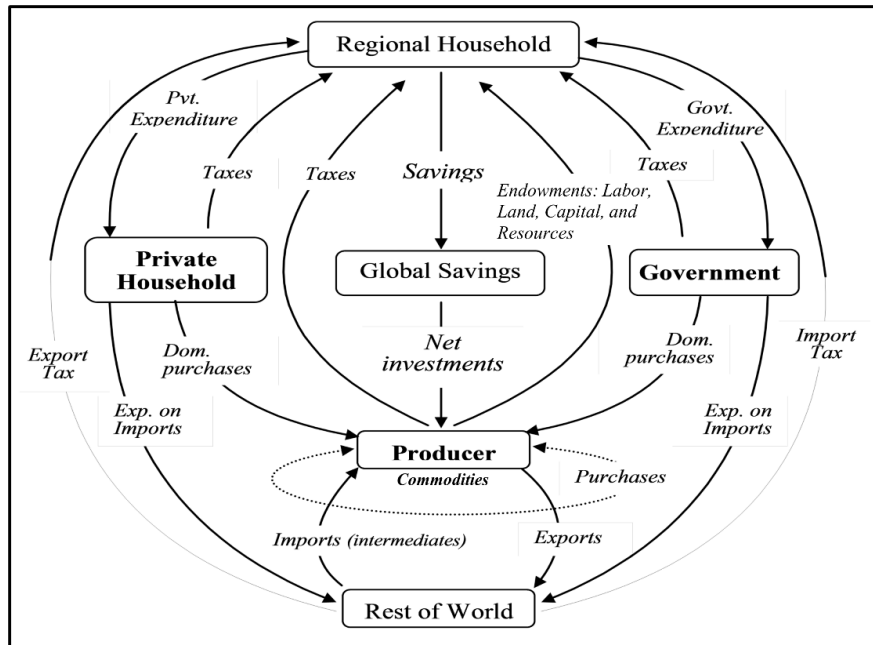 Regional Household
Pvt.
Expenditure
Govt.
Expenditure
Taxes
Taxes
Savings
Taxes
Endowments: Labor,
Land, Capital, and
Resources
Private
Household
Global Savings
Government
Export
Tax
Dom.
purchases
Net
investments
Dom.
purchases
Import
Tax
Exp. on
Imports
Exp. on
Imports
Producer
Commodities
Purchases
Imports (intermediates)
Exports
Rest of World